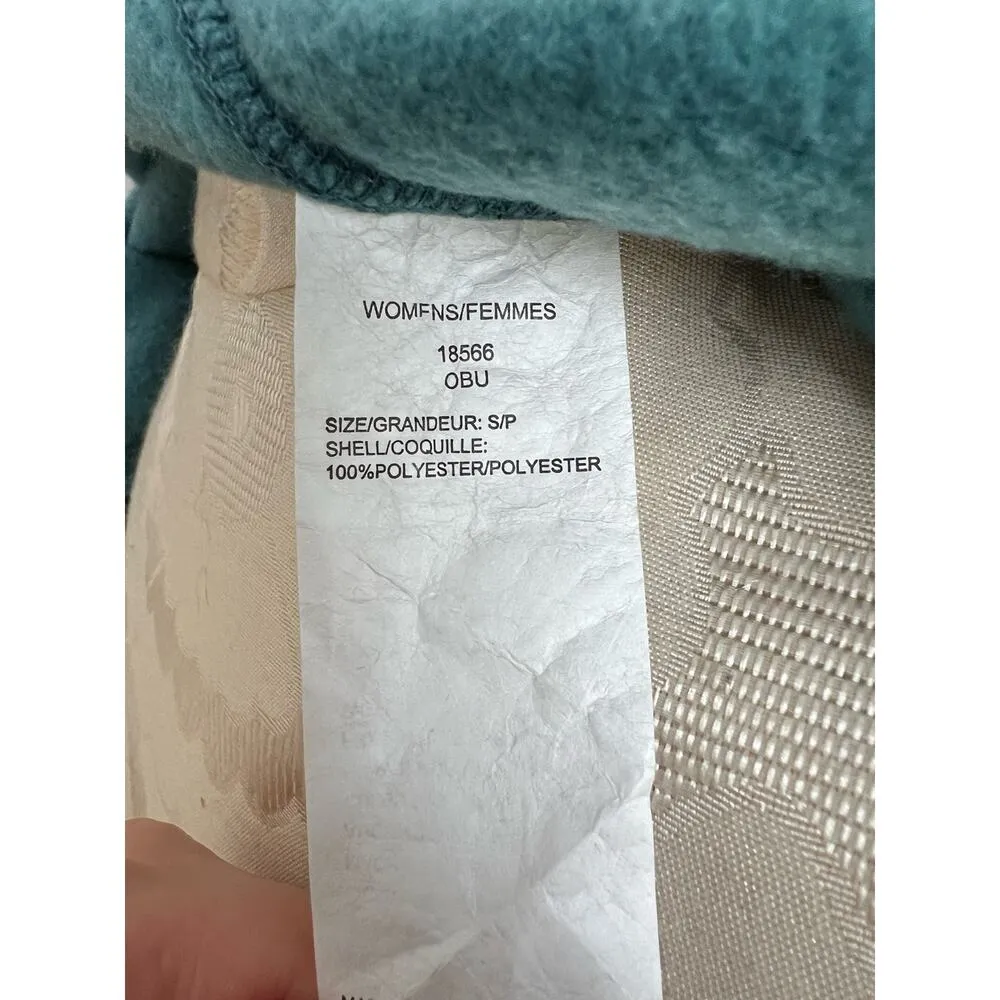 WOMENS/FEMMES
18566
OBU
SIZE/GRANDEUR: S/P
SHELL/COQUILLE:
100%POLYESTER/POLYESTER